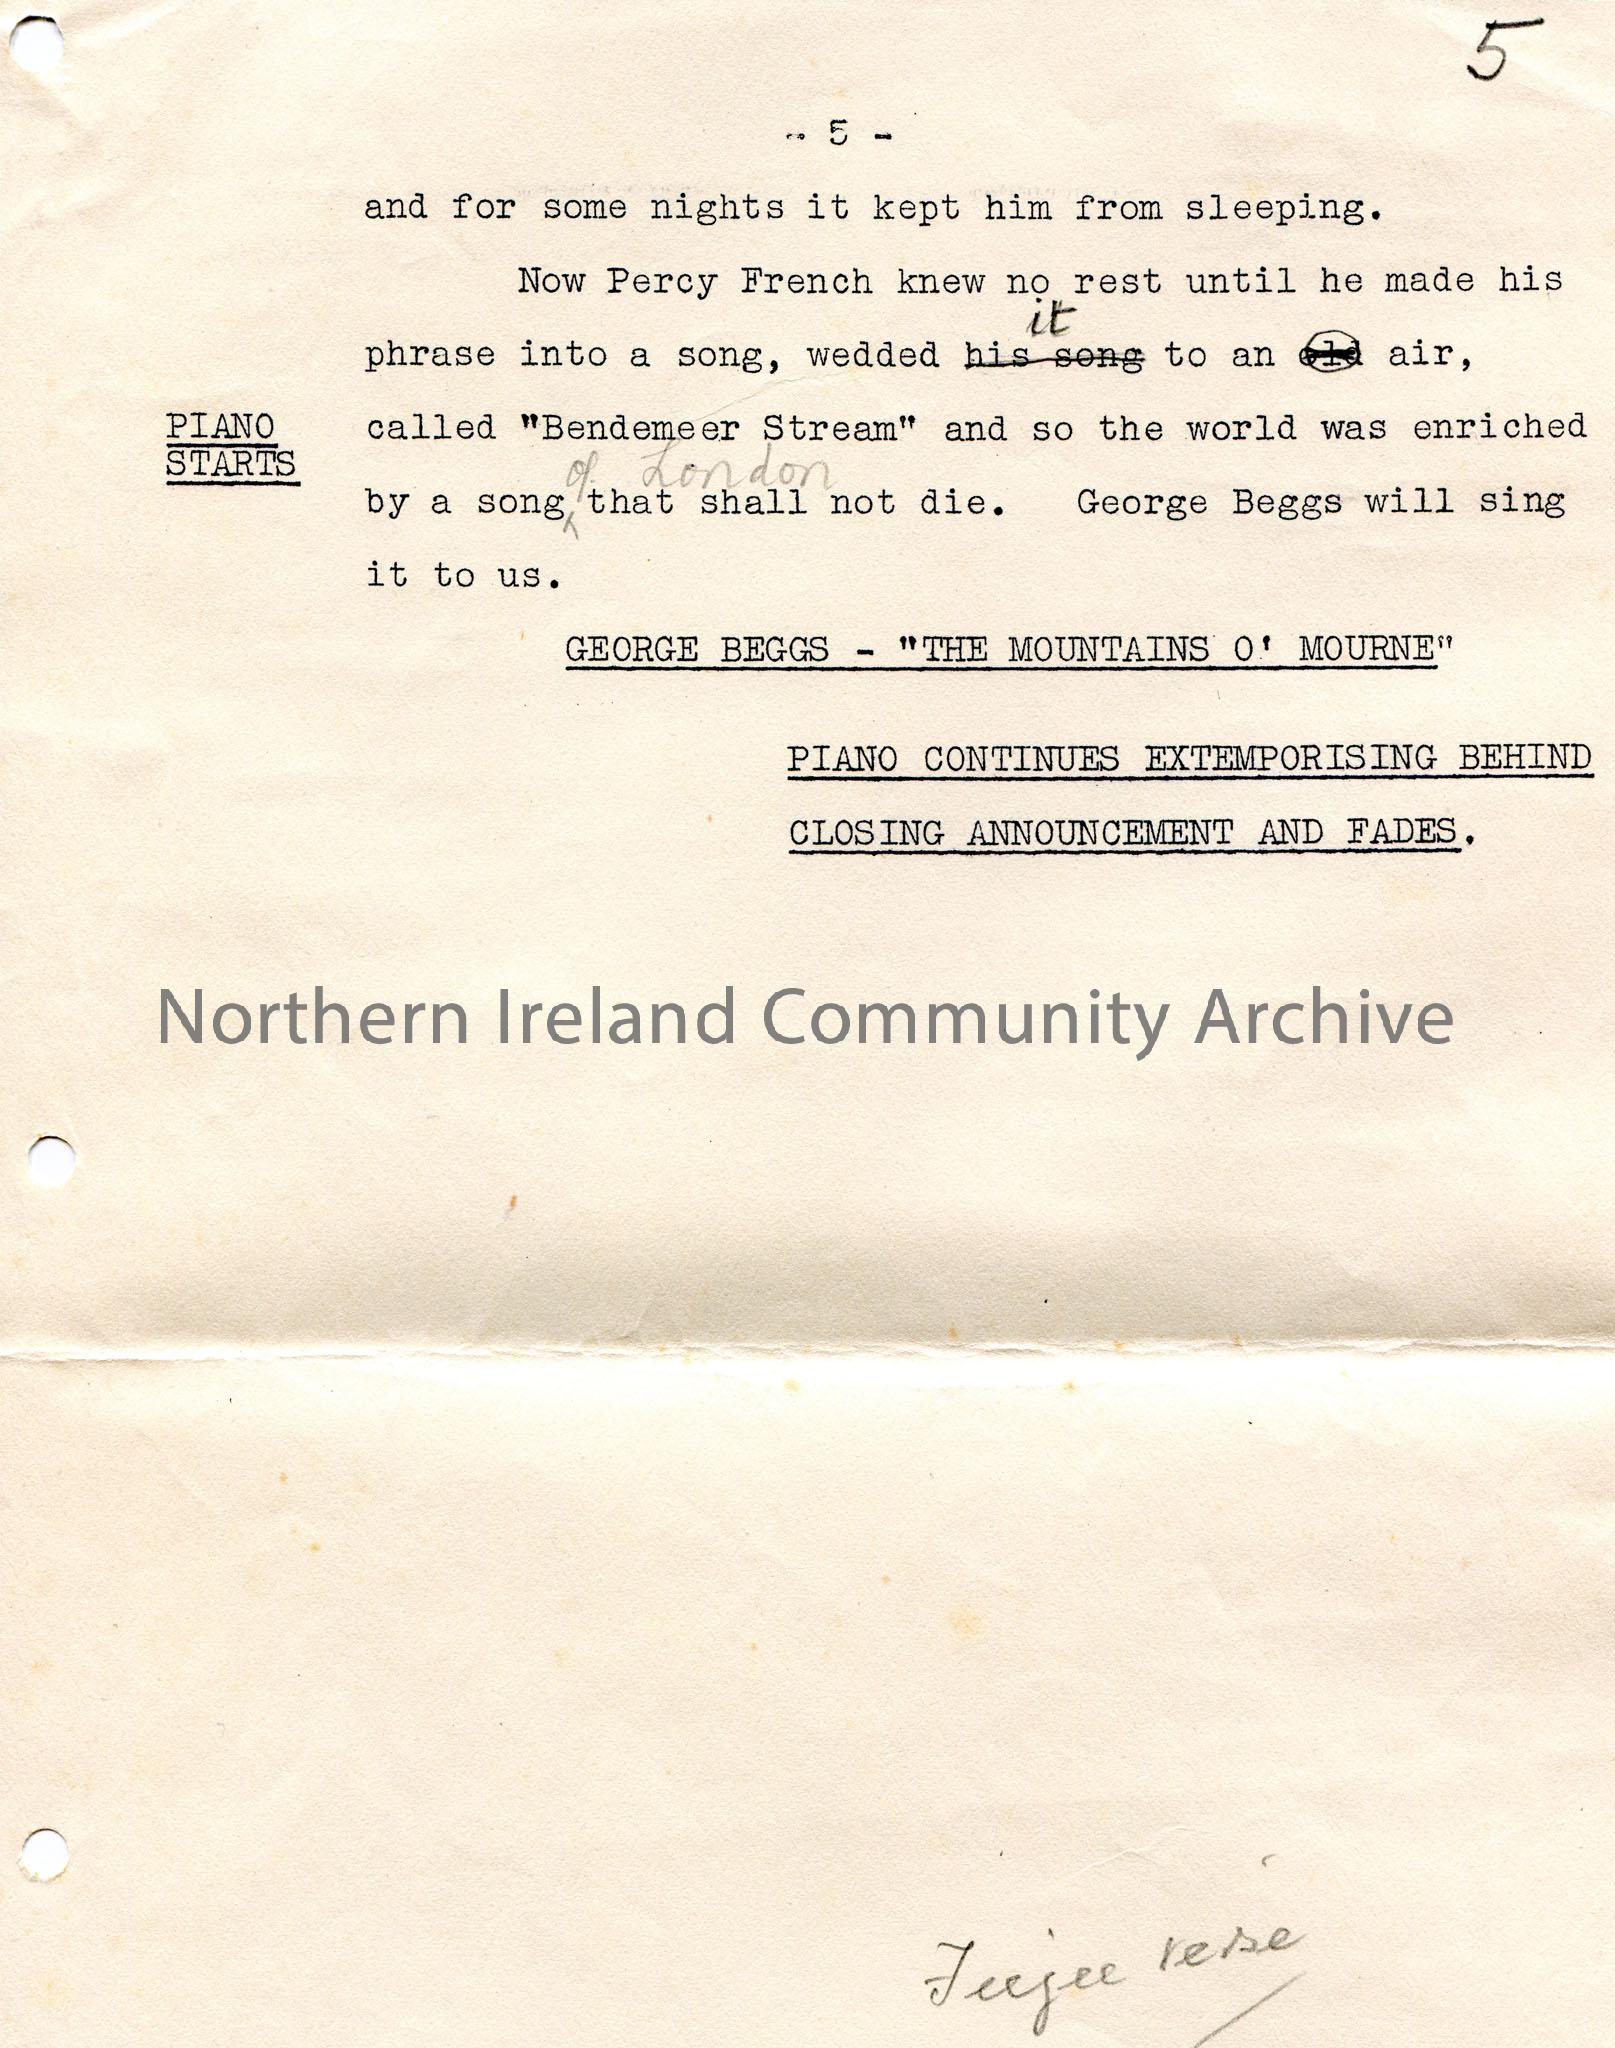 5
- 5 -
and for some nights it kept him from sleeping.
Now Percy French knew no rest until he made his
it
phrase into a song, wedded his song to an old air,
PIANO
STARTS
called "Bendemeer Stream" and so the world was enriched
of London
by a song that shall not die. George Beggs will sing
it to us.
GEORGE BEGGS - "THE MOUNTAINS O' MOURNE"
PIANO CONTINUES EXTEMPORISING BEHIND
CLOSING ANNOUNCEMENT AND FADES.
Northern Ireland Community Archive
verse